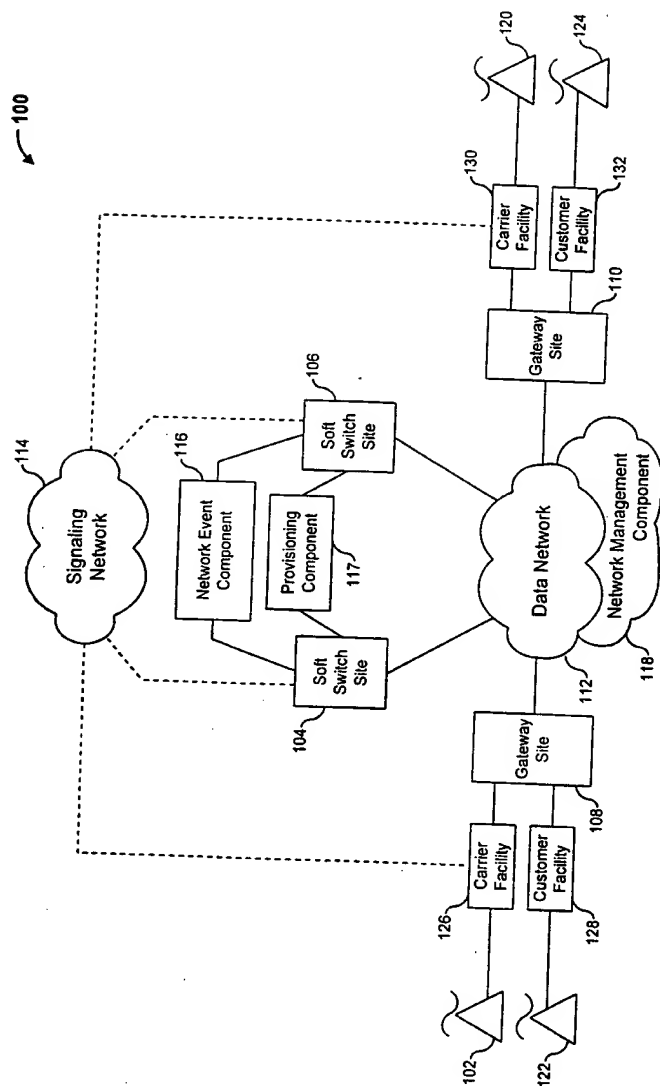 100
114
Signaling
Network
116
Network Event
Component
106
Soft
Switch
Site
Provisioning
Component
117
Soft
Switch
Site
104
130
Carrier
Facility
120
Customer
Facility
132
124
110
Gateway
Site
Data Network
112
Network Management
Component
118
Gateway
Site
108
126
Carrier
Facility
102
Customer
Facility
128
122